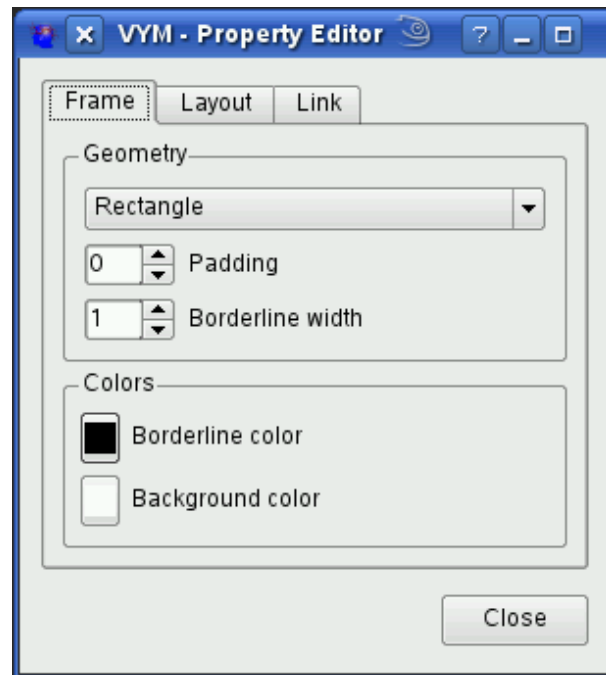 VYM - Property Editor
Frame Layout Link
Geometry
Rectangle
0 Padding
1 Borderline width
Colors
Borderline color
Background color
Close